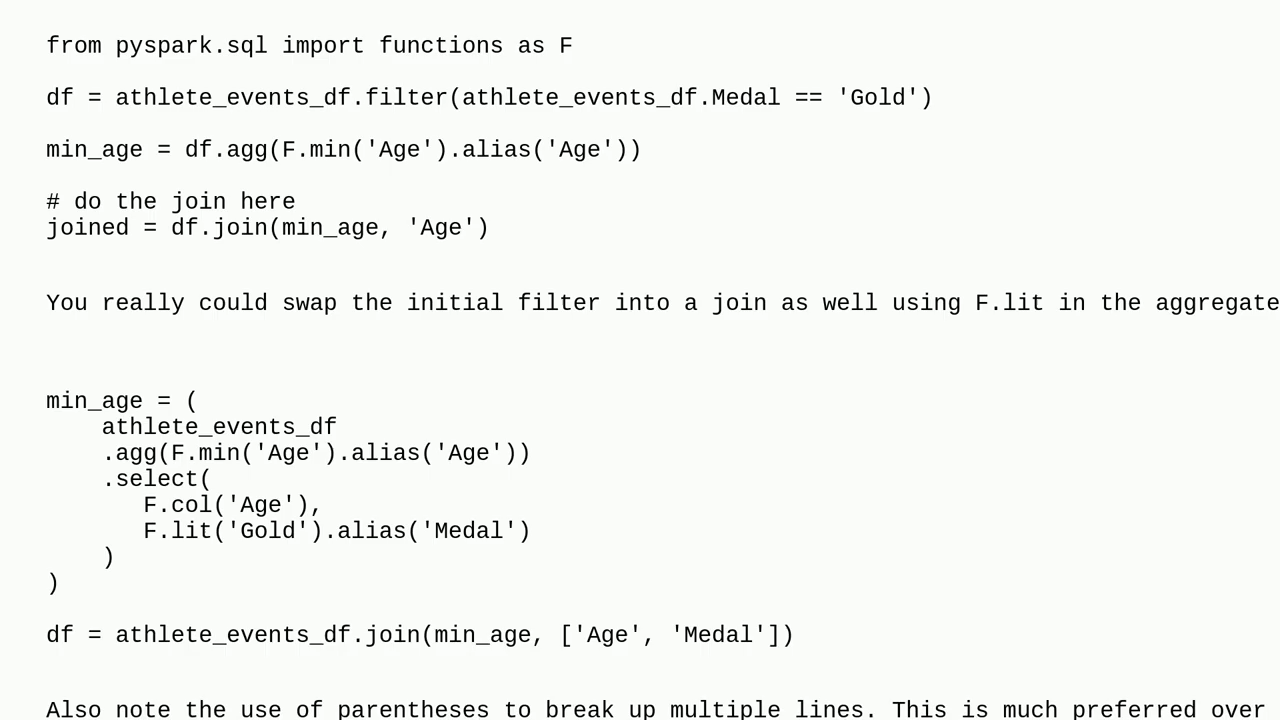 from pyspark.sql import functions as F
df = athlete_events_df.filter(athlete_events_df.Medal == 'Gold')
min_age = df.agg(F.min('Age').alias('Age'))
# do the join here
joined = df.join(min_age, 'Age')
You really could swap the initial filter into a join as well using F.lit in the aggregate
min_age = (
    athlete_events_df
    .agg(F.min('Age').alias('Age'))
    .select(
       F.col('Age'),
       F.lit('Gold').alias('Medal')
    )
)
df = athlete_events_df.join(min_age, ['Age', 'Medal'])
Also note the use of parentheses to break up multiple lines. This is much preferred over